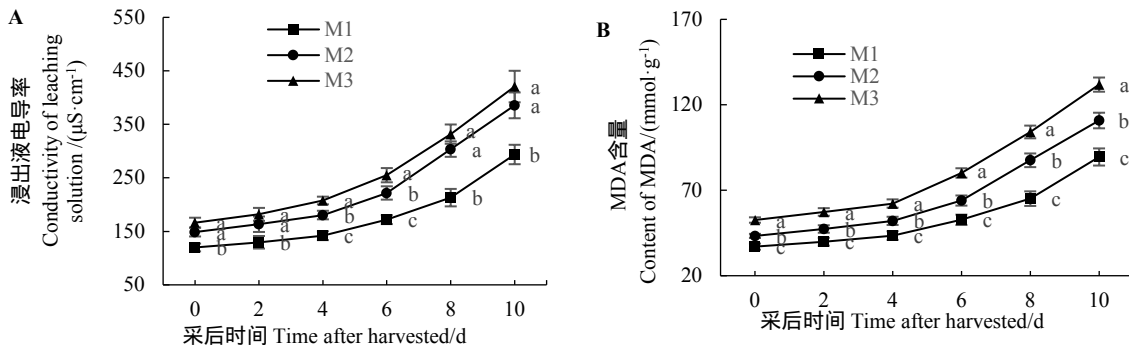 A
浸出液电导率
Conductivity of leaching
solution /(μS·cm⁻¹)
550
450
350
250
150
50
M1
M2
M3
a a a a a a
a a b b a a
b b c c b b
0 2 4 6 8 10
采后时间 Time after harvested/d
B
MDA含量
Content of MDA/(mmol·g⁻¹)
170
120
70
20
M1
M2
M3
a a a a a a
b b b b b b
c c c c c c
0 2 4 6 8 10
采后时间 Time after harvested/d